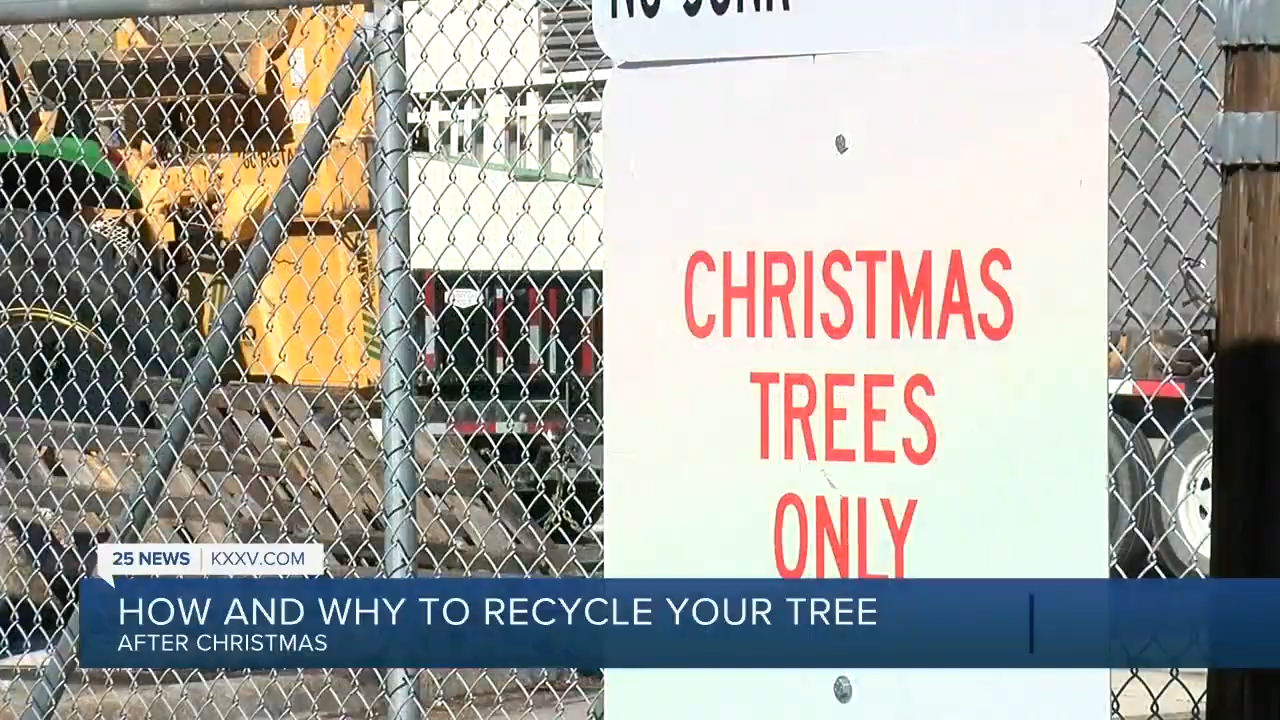 CHRISTMAS
TREES
ONLY
25 NEWS | KXXV.COM
HOW AND WHY TO RECYCLE YOUR TREE
AFTER CHRISTMAS